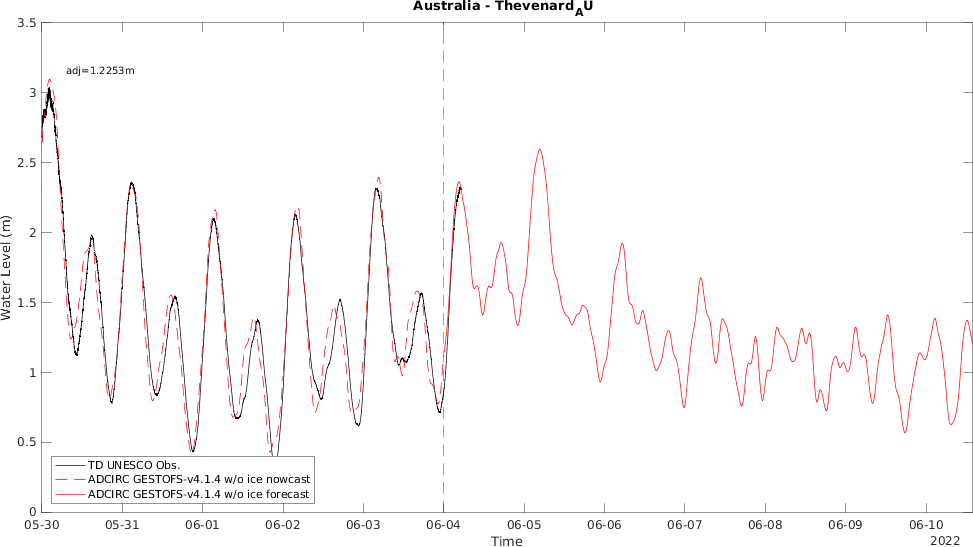 Australia - Thevenard_AU
adj=1.2253m
Water Level (m)
3.5
3
2.5
2
1.5
1
0.5
0
TD UNESCO Obs.
ADCIRC GESTOFS-v4.1.4 w/o ice nowcast
ADCIRC GESTOFS-v4.1.4 w/o ice forecast
05-30 05-31 06-01 06-02 06-03 06-04 06-05 06-06 06-07 06-08 06-09 06-10
Time
2022